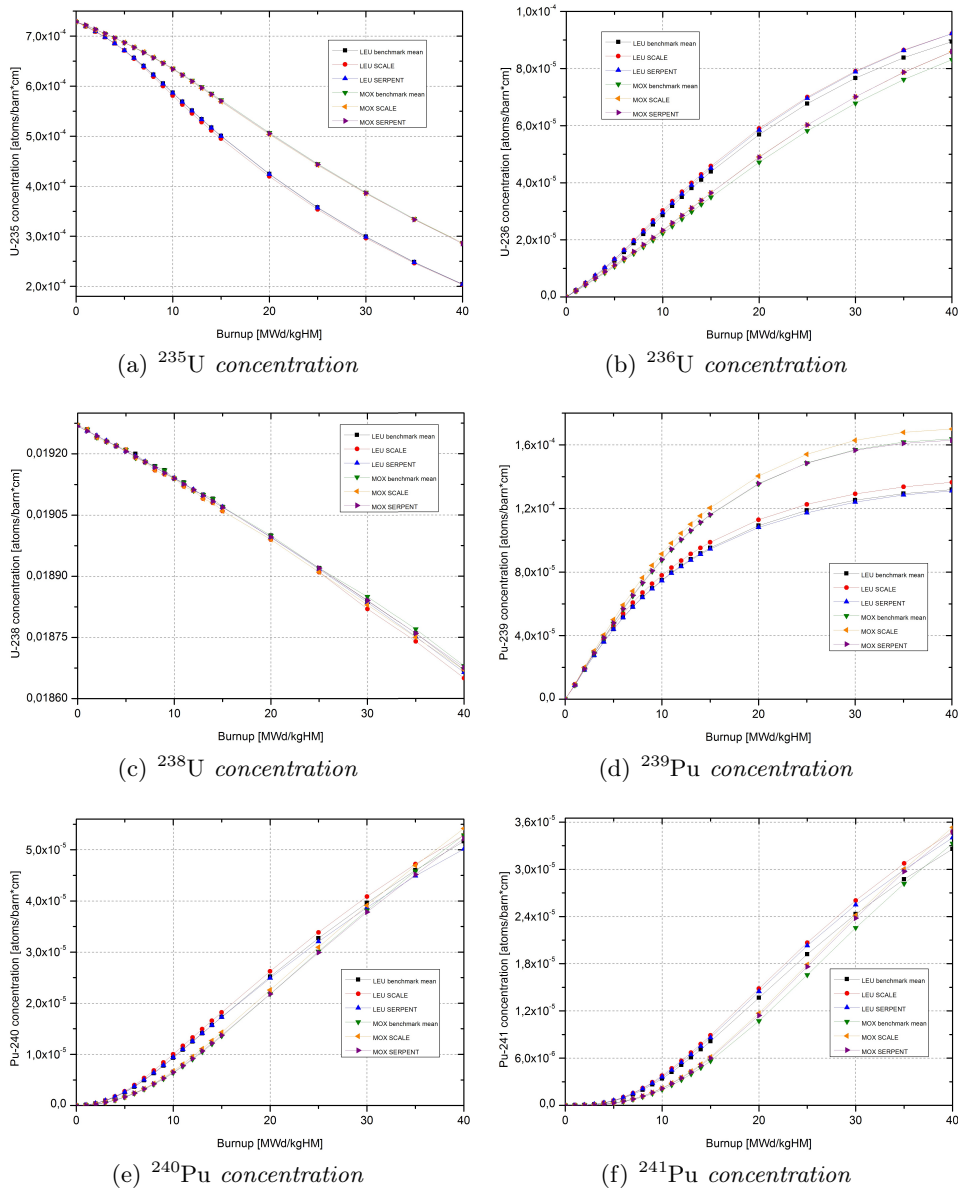 7,0x10⁻⁴
6,0x10⁻⁴
5,0x10⁻⁴
4,0x10⁻⁴
3,0x10⁻⁴
2,0x10⁻⁴
U-235 concentration [atoms/barn*cm]
LEU benchmark mean
LEU SCALE
LEU SERPENT
MOX benchmark mean
MOX SCALE
MOX SERPENT
0 10 20 30 40
Burnup [MWd/kgHM]
(a) ²³⁵U concentration
1,0x10⁻⁴
8,0x10⁻⁵
6,0x10⁻⁵
4,0x10⁻⁵
2,0x10⁻⁵
0,0
U-236 concentration [atoms/barn*cm]
LEU benchmark mean
LEU SCALE
LEU SERPENT
MOX benchmark mean
MOX SCALE
MOX SERPENT
0 10 20 30 40
Burnup [MWd/kgHM]
(b) ²³⁶U concentration
0,01920
0,01905
0,01890
0,01875
0,01860
U-238 concentration [atoms/barn*cm]
LEU benchmark mean
LEU SCALE
LEU SERPENT
MOX benchmark mean
MOX SCALE
MOX SERPENT
0 10 20 30 40
Burnup [MWd/kgHM]
(c) ²³⁸U concentration
1,6x10⁻⁴
1,2x10⁻⁴
8,0x10⁻⁵
4,0x10⁻⁵
0,0
Pu-239 concentration [atoms/barn*cm]
LEU benchmark mean
LEU SCALE
LEU SERPENT
MOX benchmark mean
MOX SCALE
MOX SERPENT
0 10 20 30 40
Burnup [MWd/kgHM]
(d) ²³⁹Pu concentration
5,0x10⁻⁵
4,0x10⁻⁵
3,0x10⁻⁵
2,0x10⁻⁵
1,0x10⁻⁵
0,0
Pu-240 concentration [atoms/barn*cm]
LEU benchmark mean
LEU SCALE
LEU SERPENT
MOX benchmark mean
MOX SCALE
MOX SERPENT
0 10 20 30 40
Burnup [MWd/kgHM]
(e) ²⁴⁰Pu concentration
3,6x10⁻⁵
3,0x10⁻⁵
2,4x10⁻⁵
1,8x10⁻⁵
1,2x10⁻⁵
6,0x10⁻⁶
0,0
Pu-241 concentration [atoms/barn*cm]
LEU benchmark mean
LEU SCALE
LEU SERPENT
MOX benchmark mean
MOX SCALE
MOX SERPENT
0 10 20 30 40
Burnup [MWd/kgHM]
(f) ²⁴¹Pu concentration